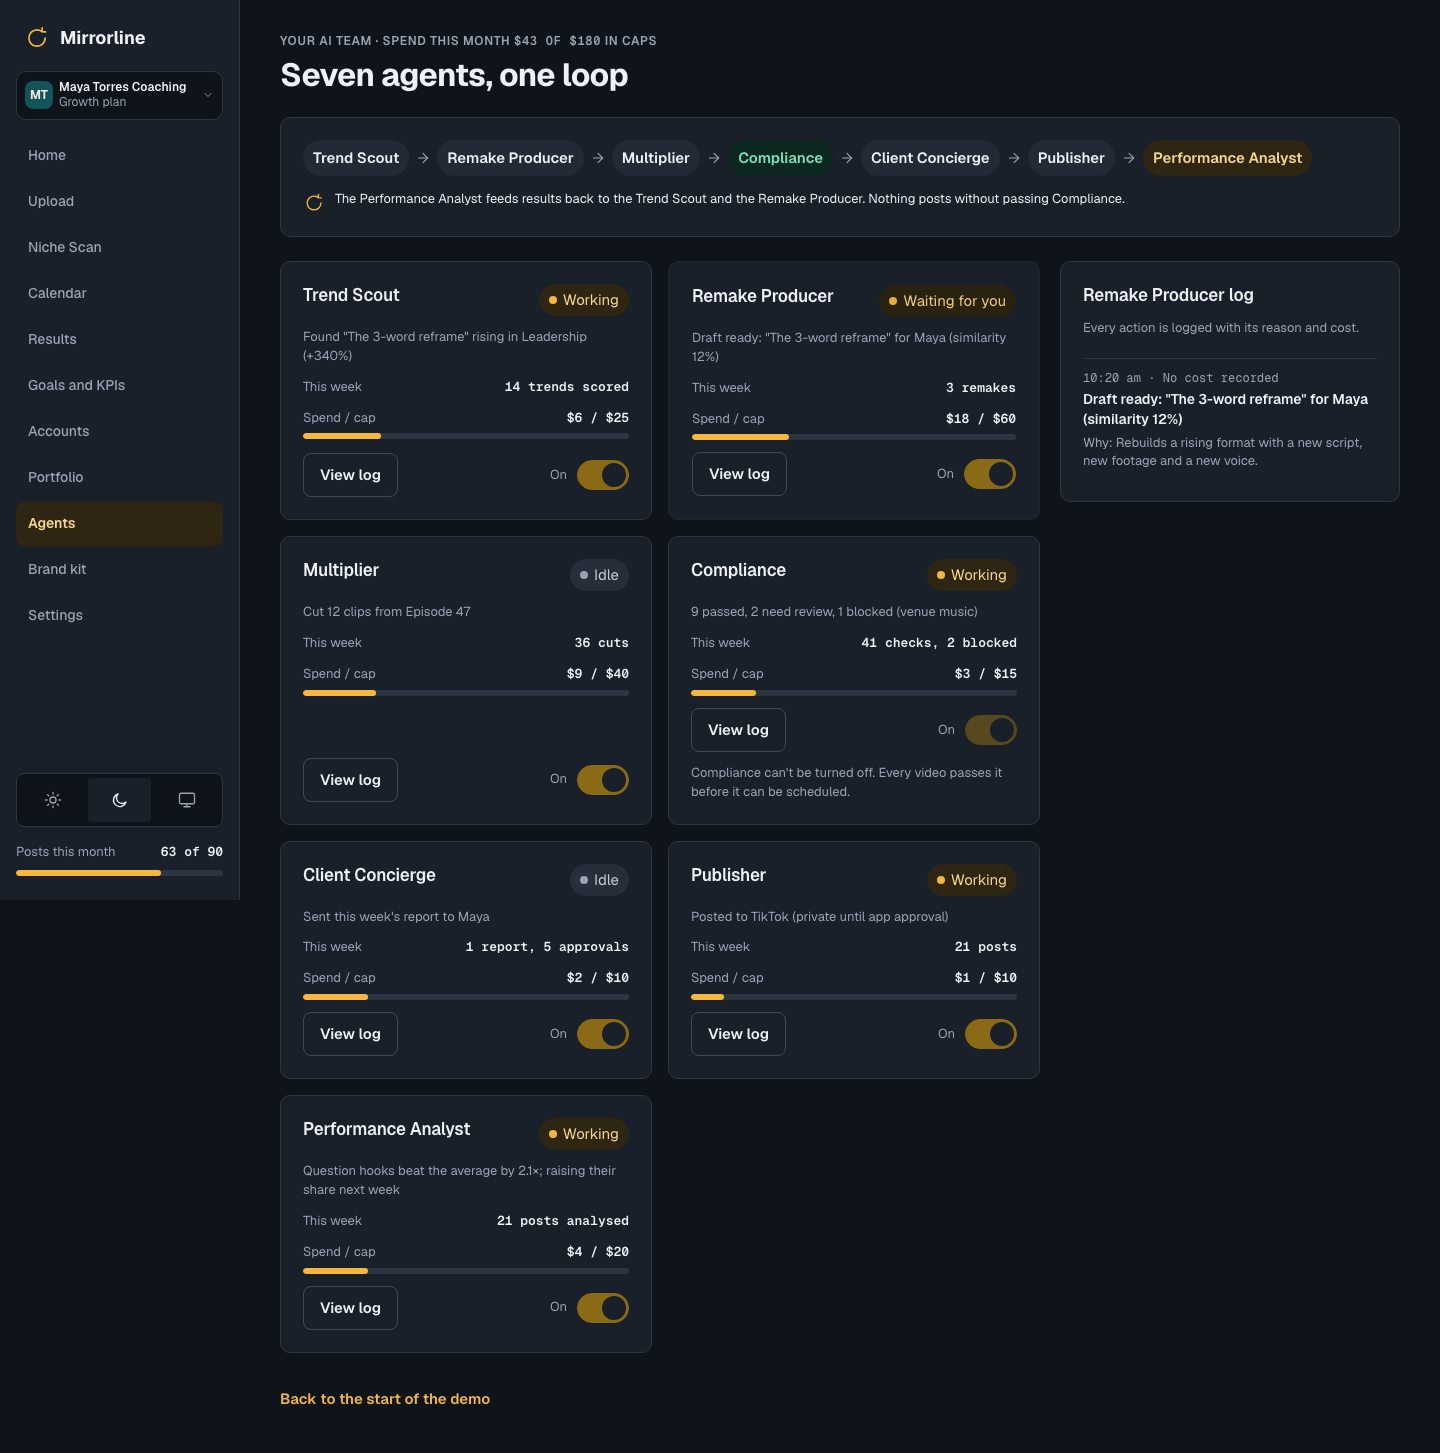 Mirrorline
MT
Maya Torres Coaching
Growth plan
Home
Upload
Niche Scan
Calendar
Results
Goals and KPIs
Accounts
Portfolio
Agents
Brand kit
Settings
Posts this month 63 of 90
YOUR AI TEAM · SPEND THIS MONTH $43 OF $180 IN CAPS
Seven agents, one loop
Trend Scout → Remake Producer → Multiplier → Compliance → Client Concierge → Publisher → Performance Analyst
The Performance Analyst feeds results back to the Trend Scout and the Remake Producer. Nothing posts without passing Compliance.
Trend Scout
Working
Found "The 3-word reframe" rising in Leadership
(+340%)
This week 14 trends scored
Spend / cap $6 / $25
View log On
Remake Producer
Waiting for you
Draft ready: "The 3-word reframe" for Maya (similarity
12%)
This week 3 remakes
Spend / cap $18 / $60
View log On
Remake Producer log
Every action is logged with its reason and cost.
10:20 am · No cost recorded
Draft ready: "The 3-word reframe" for Maya
(similarity 12%)
Why: Rebuilds a rising format with a new script,
new footage and a new voice.
Multiplier
Idle
Cut 12 clips from Episode 47
This week 36 cuts
Spend / cap $9 / $40
View log On
Compliance
Working
9 passed, 2 need review, 1 blocked (venue music)
This week 41 checks, 2 blocked
Spend / cap $3 / $15
View log On
Compliance can't be turned off. Every video passes it
before it can be scheduled.
Client Concierge
Idle
Sent this week's report to Maya
This week 1 report, 5 approvals
Spend / cap $2 / $10
View log On
Publisher
Working
Posted to TikTok (private until app approval)
This week 21 posts
Spend / cap $1 / $10
View log On
Performance Analyst
Working
Question hooks beat the average by 2.1×; raising their
share next week
This week 21 posts analysed
Spend / cap $4 / $20
View log On
Back to the start of the demo